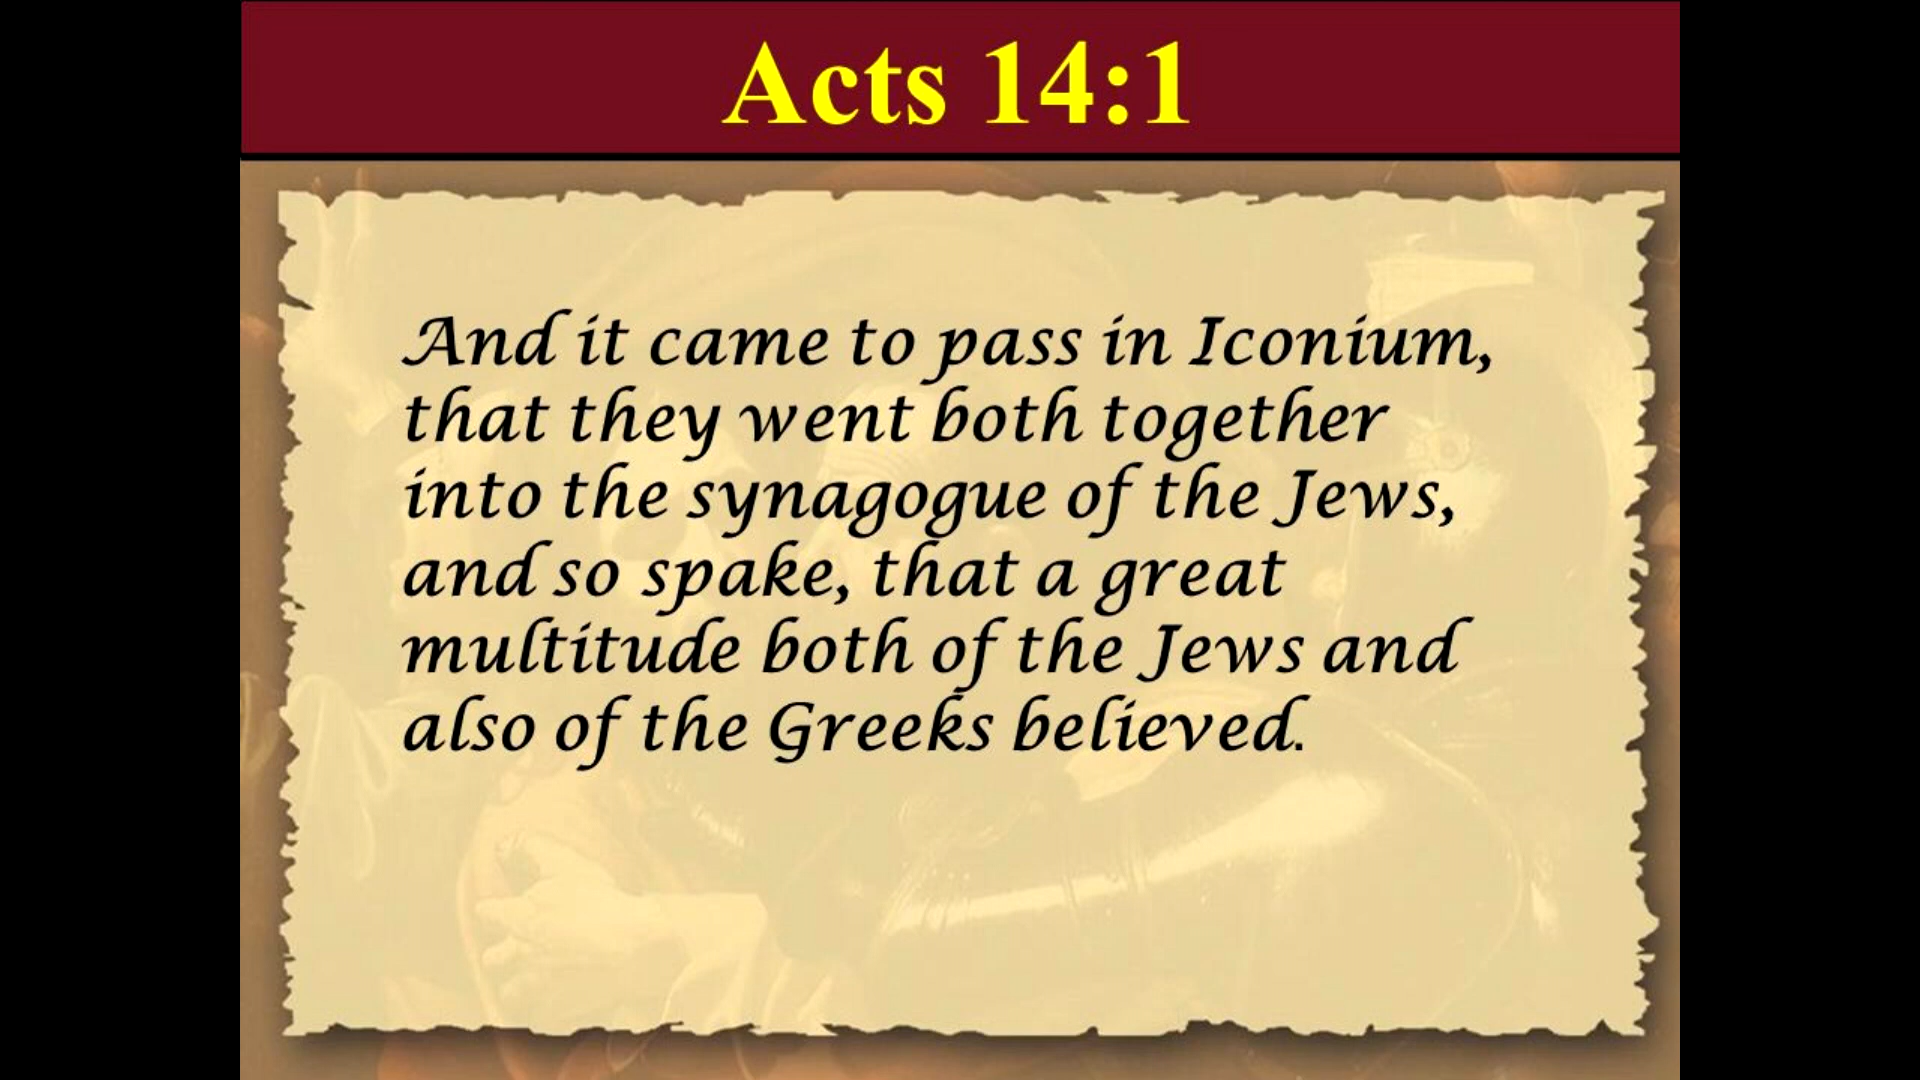 Acts 14:1
And it came to pass in Iconium,
that they went both together
into the synagogue of the Jews,
and so spake, that a great
multitude both of the Jews and
also of the Greeks believed.